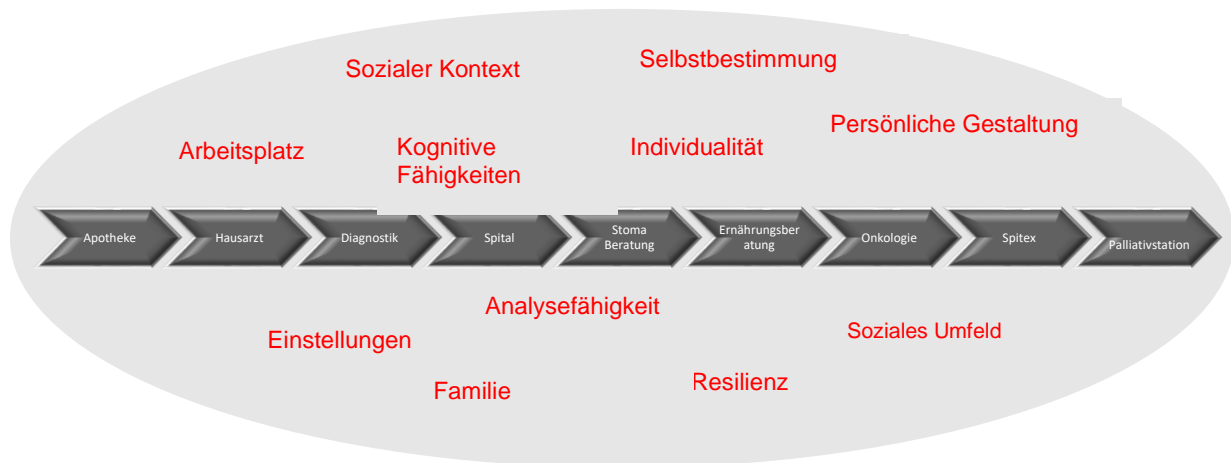 Sozialer Kontext
Selbstbestimmung
Persönliche Gestaltung
Arbeitsplatz
Kognitive
Fähigkeiten
Individualität
Apotheke
Hausarzt
Diagnostik
Spital
Stoma
Beratung
Ernährungsber
atung
Onkologie
Spitex
Palliativstation
Analysefähigkeit
Einstellungen
Soziales Umfeld
Familie
Resilienz